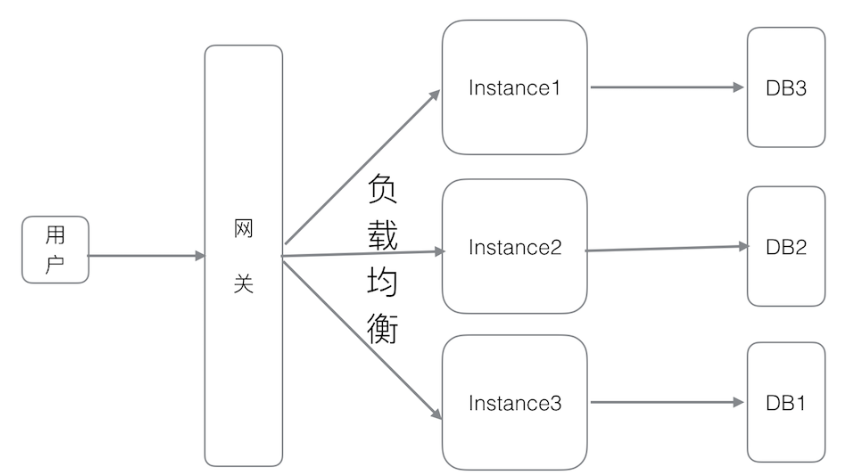 用
户
网
关
负
载
均
衡
Instance1
DB3
Instance2
DB2
Instance3
DB1